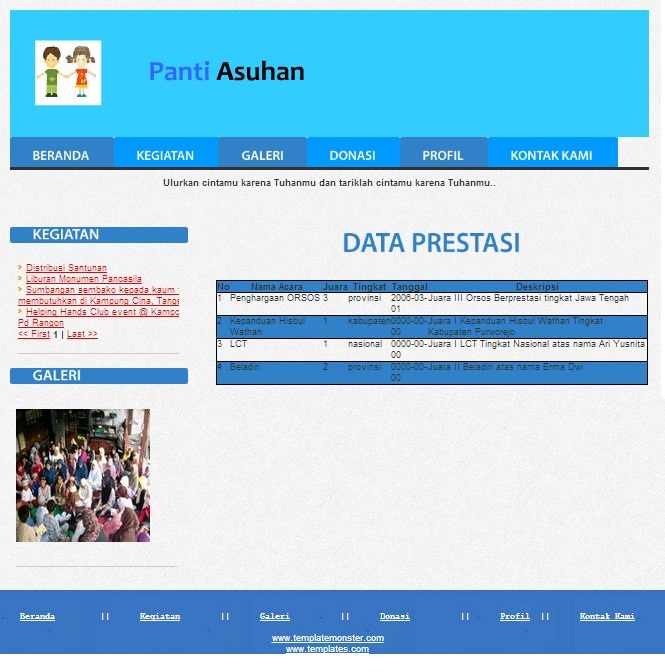 Panti Asuhan
BERANDA KEGIATAN GALERI DONASI PROFIL KONTAK KAMI
Ulurkan cintamu karena Tuhanmu dan tariklah cintamu karena Tuhanmu..
KEGIATAN
Distribusi Santunan
Liburan Monumen Pancasila
Sumbangan sembako kepada kaum
membutuhkan di Kampung Cina, Tange
Helping Hands Club event @ Kampo
Pd Rangon
<< First 1 | Last >>
GALERI
DATA PRESTASI
No Nama Acara Juara Tingkat Tanggal Deskripsi
1 Penghargaan ORSOS 3 provinsi 2006-03- Juara III Orsos Berprestasi tingkat Jawa Tengah
01
2 Kepanduan Hisbul 1 kabupaten 0000-00- Juara I Kepanduan Hisbul Wathan Tingkat
Wathan 00 Kabupaten Purworejo
3 LCT 1 nasional 0000-00- Juara I LCT Tingkat Nasional atas nama Ari Yusnita
00
4 Beladiri 2 provinsi 0000-00- Juara II Beladiri atas nama Erma Dwi
00
Beranda || Kegiatan || Galeri || Donasi || Profil || Kontak Kami
www.templatemonster.com
www.templates.com